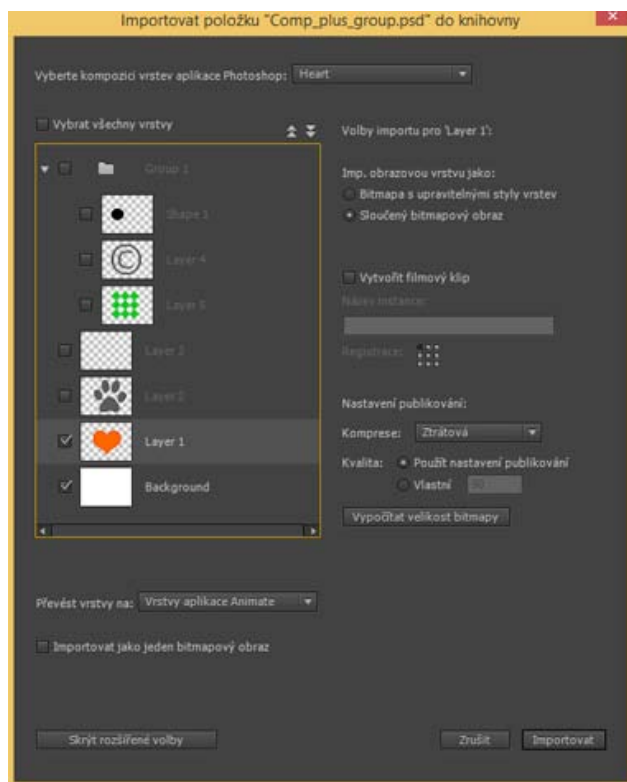 Importovat položku "Comp_plus_group.psd" do knihovny
Vyberte kompozici vrstev aplikace Photoshop: Heart
Vybrat všechny vrstvy
Group 1
Shape 1
Layer 4
Layer 5
Layer 3
Layer 2
Layer 1
Background
Volby importu pro 'Layer 1':
Imp. obrazovou vrstvu jako:
Bitmapa s upravitelnými styly vrstev
Sloučený bitmapový obraz
Vytvořit filmový klip
Název instance:
Registrace:
Nastavení publikování:
Komprese: Ztrátová
Kvalita: Použít nastavení publikování
Vlastní
Vypočítat velikost bitmapy
Převést vrstvy na: Vrstvy aplikace Animate
Importovat jako jeden bitmapový obraz
Skrýt rozšířené volby
Zrušit
Importovat